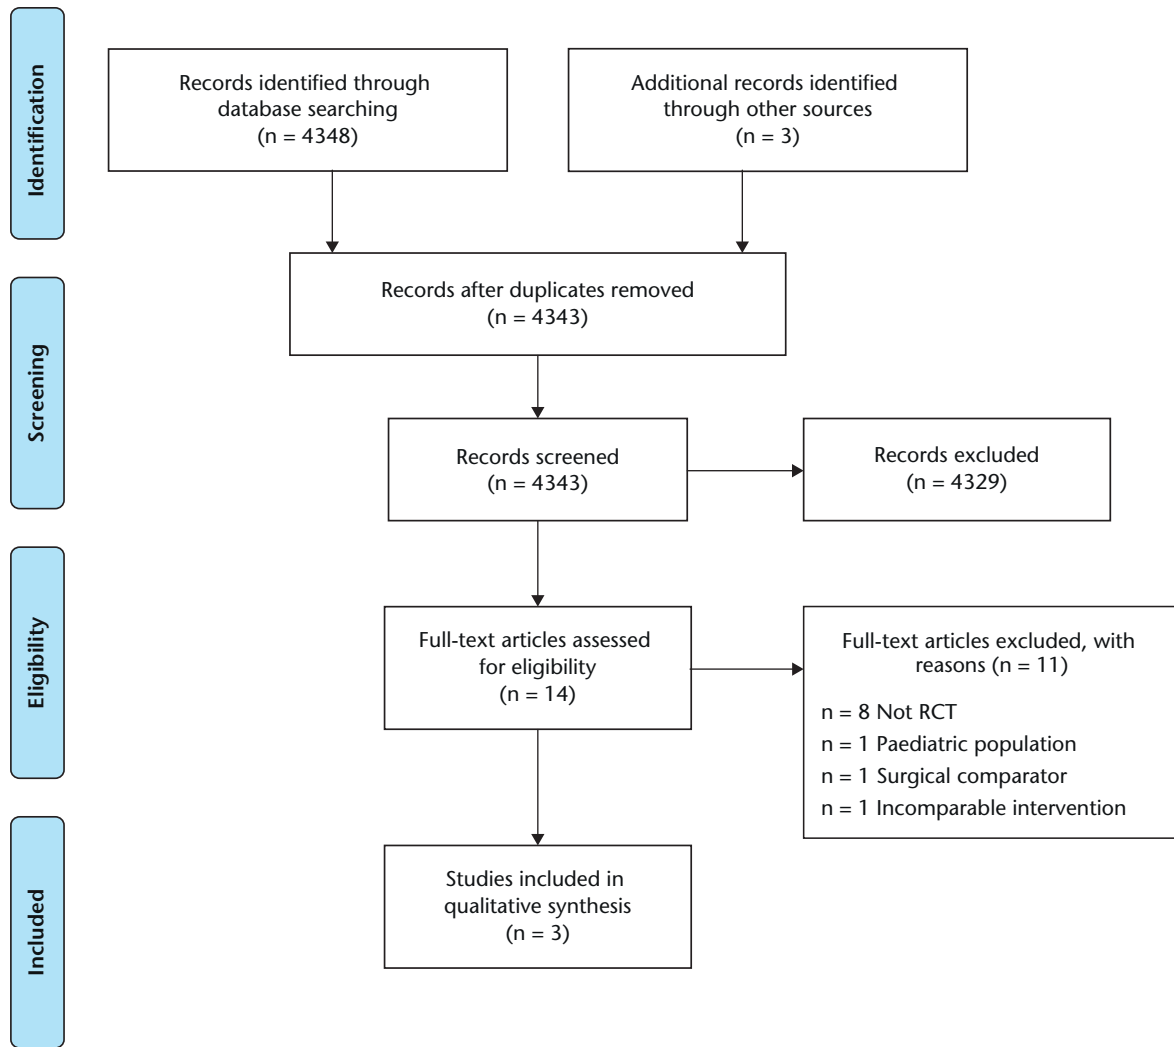 Identification
Records identified through
database searching
(n = 4348)
Additional records identified
through other sources
(n = 3)
Screening
Records after duplicates removed
(n = 4343)
Records screened
(n = 4343)
Records excluded
(n = 4329)
Eligibility
Full-text articles assessed
for eligibility
(n = 14)
Full-text articles excluded, with
reasons (n = 11)
n = 8 Not RCT
n = 1 Paediatric population
n = 1 Surgical comparator
n = 1 Incomparable intervention
Included
Studies included in
qualitative synthesis
(n = 3)